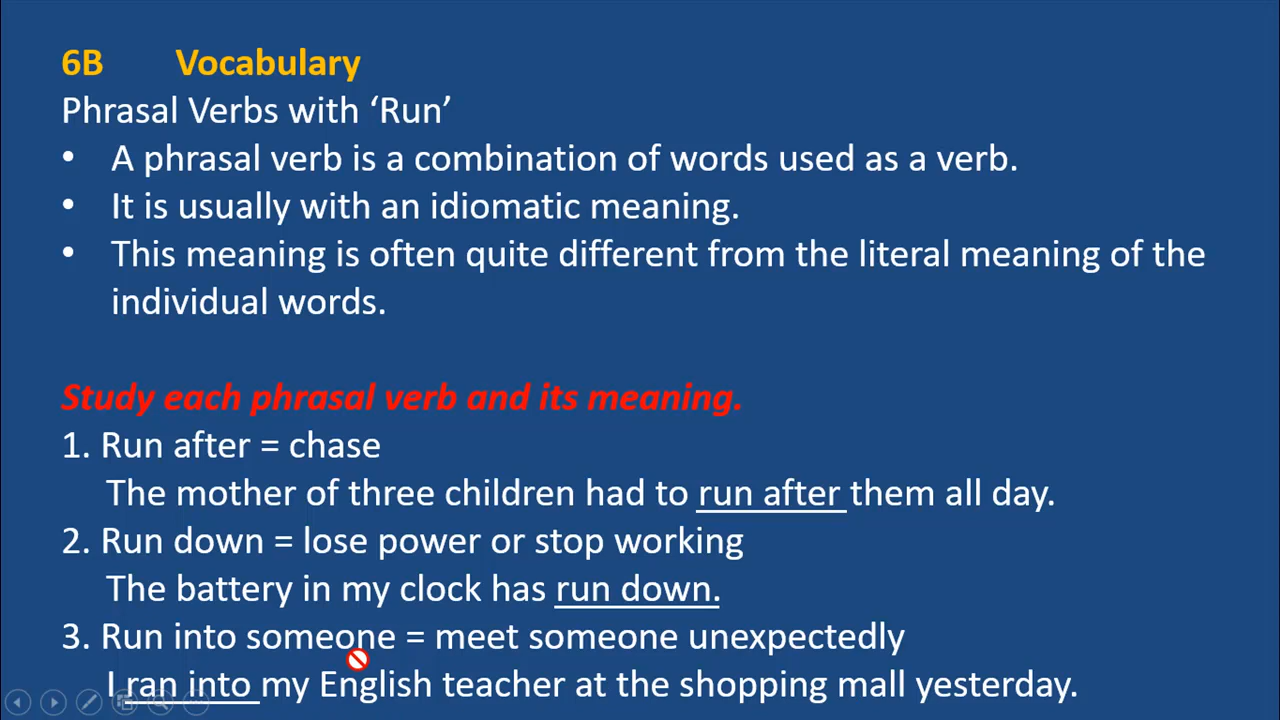 6B Vocabulary
Phrasal Verbs with ‘Run’
• A phrasal verb is a combination of words used as a verb.
• It is usually with an idiomatic meaning.
• This meaning is often quite different from the literal meaning of the
individual words.
Study each phrasal verb and its meaning.
1. Run after = chase
The mother of three children had to run after them all day.
2. Run down = lose power or stop working
The battery in my clock has run down.
3. Run into someone = meet someone unexpectedly
I ran into my English teacher at the shopping mall yesterday.